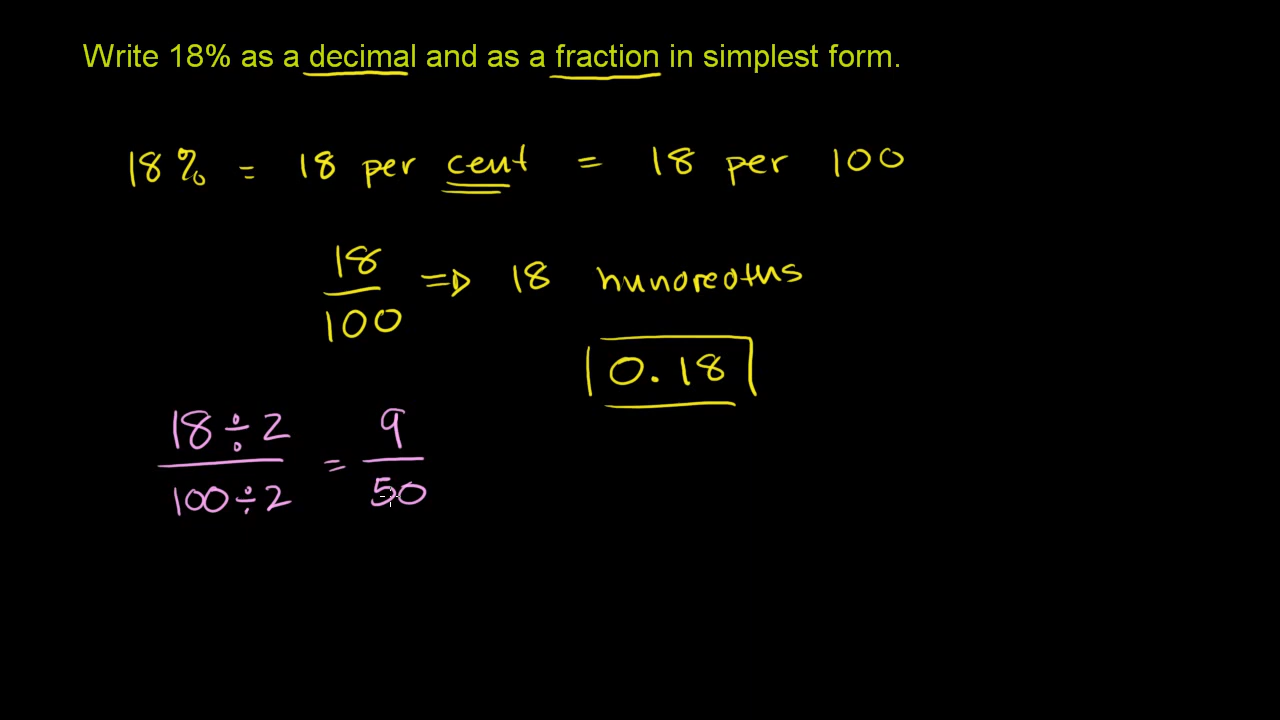 Write 18% as a decimal and as a fraction in simplest form.
18% = 18 per cent = 18 per 100
18/100 ⇒ 18 hundredths
0.18
18÷2/100÷2 = 9/50